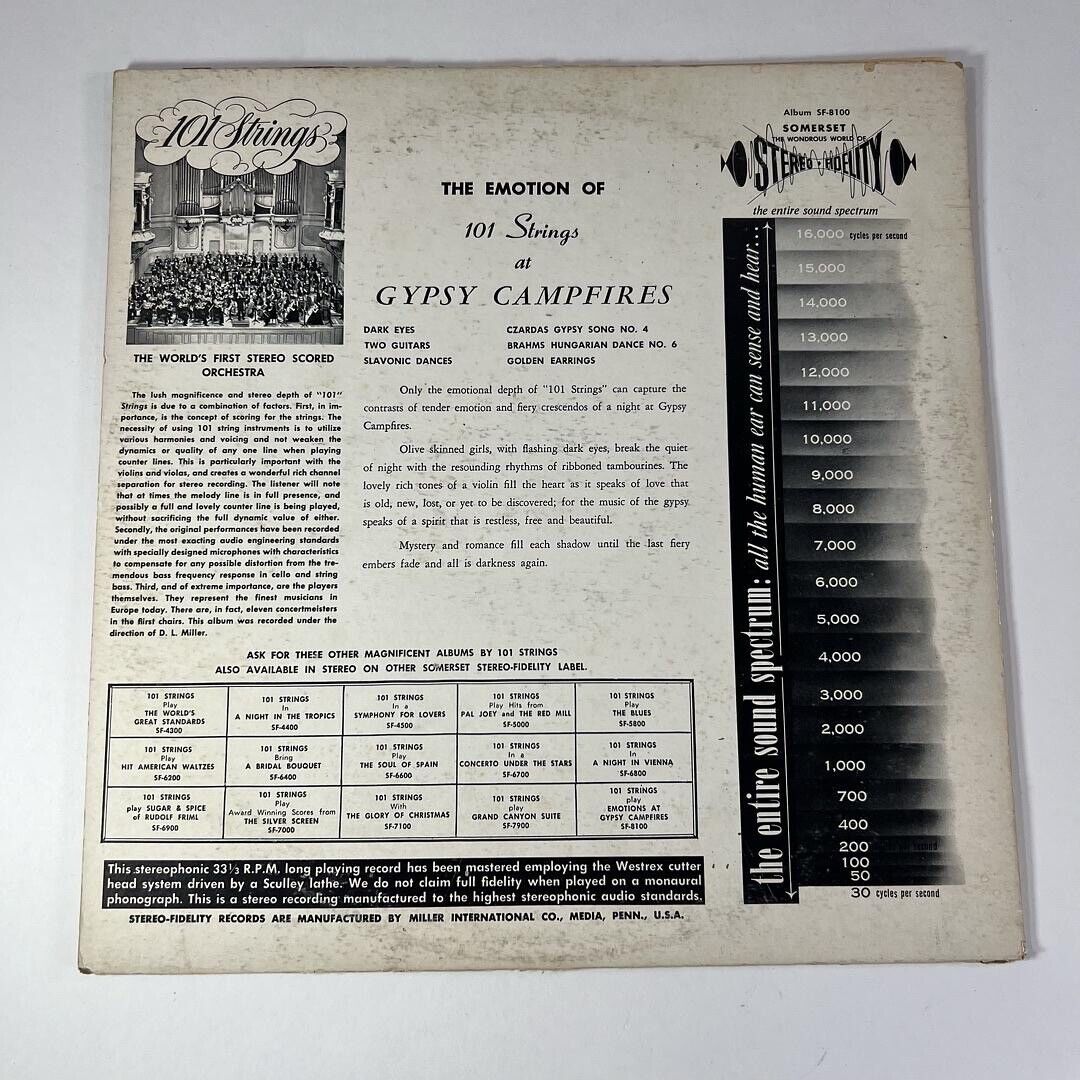 101 Strings
THE WORLD'S FIRST STEREO SCORED
ORCHESTRA
The lush magnificence and stereo depth of "101"
Strings is due to a combination of factors. First, in im-
portance, is the concept of scoring for the strings. The
necessity of using 101 string instruments is to utilize
various harmonies and voicing and not weaken the
dynamics or quality of any one line when playing
counter lines. This is particularly important with the
violins and violas, and creates a wonderful rich channel
separation for stereo recording. The listener will note
that at times the melody line is in full presence, and
possibly a full and lovely counter line is being played,
without sacrificing the full dynamic value of either.
Secondly, the original performances have been recorded
under the most exacting audio engineering standards
with specially designed microphones with characteristics
to compensate for any possible distortion from the tre-
mendous bass frequency response in cello and string
bass. Third, and of extreme importance, are the players
themselves. They represent the finest musicians in
Europe today. There are, in fact, eleven concertmeisters
in the first chairs. This album was recorded under the
direction of D. L. Miller.
THE EMOTION OF
101 Strings
at
GYPSY CAMPFIRES
DARK EYES
TWO GUITARS
SLAVONIC DANCES
CZARDAS GYPSY SONG NO. 4
BRAHMS HUNGARIAN DANCE NO. 6
GOLDEN EARRINGS
Only the emotional depth of "101 Strings" can capture the
contrasts of tender emotion and fiery crescendos of a night at Gypsy
Campfires.
Olive skinned girls, with flashing dark eyes, break the quiet
of night with the resounding rhythms of ribboned tambourines. The
lovely rich tones of a violin fill the heart as it speaks of love that
is old, new, lost, or yet to be discovered; for the music of the gypsy
speaks of a spirit that is restless, free and beautiful.
Mystery and romance fill each shadow until the last fiery
embers fade and all is darkness again.
ASK FOR THESE OTHER MAGNIFICENT ALBUMS BY 101 STRINGS
ALSO AVAILABLE IN STEREO ON OTHER SOMERSET STEREO-FIDELITY LABEL.
101 STRINGS
Play
THE WORLD'S
GREAT STANDARDS
SF-4300
101 STRINGS
In
A NIGHT IN THE TROPICS
SF-4400
101 STRINGS
In a
SYMPHONY FOR LOVERS
SF-4500
101 STRINGS
Play Hits from
PAL JOEY and THE RED MILL
SF-5000
101 STRINGS
Play
THE BLUES
SF-5800
101 STRINGS
Play
HIT AMERICAN WALTZES
SF-6200
101 STRINGS
Bring
A BRIDAL BOUQUET
SF-6400
101 STRINGS
Play
THE SOUL OF SPAIN
SF-6600
101 STRINGS
In a
CONCERTO UNDER THE STARS
SF-6700
101 STRINGS
In
A NIGHT IN VIENNA
SF-6800
101 STRINGS
play SUGAR & SPICE
of RUDOLF FRIML
SF-6900
101 STRINGS
Play
Award Winning Scores from
THE SILVER SCREEN
SF-7000
101 STRINGS
With
THE GLORY OF CHRISTMAS
SF-7100
101 STRINGS
play
GRAND CANYON SUITE
SF-7900
101 STRINGS
play
EMOTIONS AT
GYPSY CAMPFIRES
SF-8100
This stereophonic 33⅓ R.P.M. long playing record has been mastered employing the Westrex cutter
head system driven by a Sculley lathe. We do not claim full fidelity when played on a monaural
phonograph. This is a stereo recording manufactured to the highest stereophonic audio standards.
STEREO-FIDELITY RECORDS ARE MANUFACTURED BY MILLER INTERNATIONAL CO., MEDIA, PENN., U.S.A.
Album SF-8100
SOMERSET
THE WONDROUS WORLD OF
STEREO-FIDELITY
the entire sound spectrum
the entire sound spectrum: all the human ear can sense and hear...
16,000 cycles per second
15,000
14,000
13,000
12,000
11,000
10,000
9,000
8,000
7,000
6,000
5,000
4,000
3,000
2,000
1,000
700
400
200
100
50
30 cycles per second